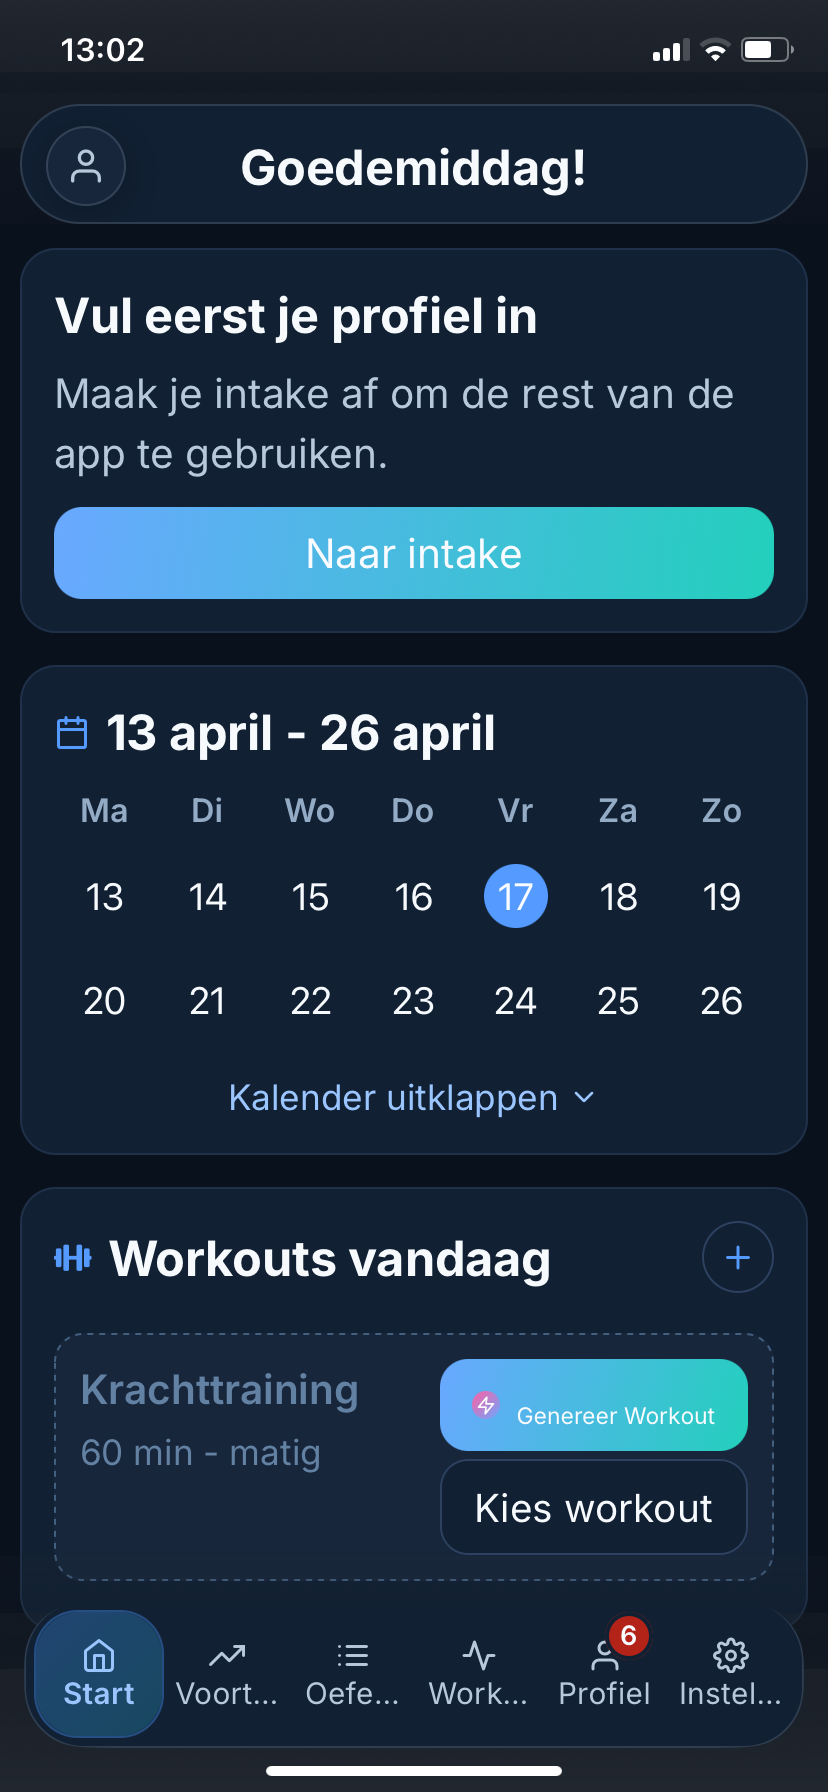 13:02
Goedemiddag!
Vul eerst je profiel in
Maak je intake af om de rest van de
app te gebruiken.
Naar intake
13 april - 26 april
Ma Di Wo Do Vr Za Zo
13 14 15 16 17 18 19
20 21 22 23 24 25 26
Kalender uitklappen
Workouts vandaag
Krachttraining
60 min - matig
Genereer Workout
Kies workout
6
Start Voort... Oefe... Work... Profiel Instel...